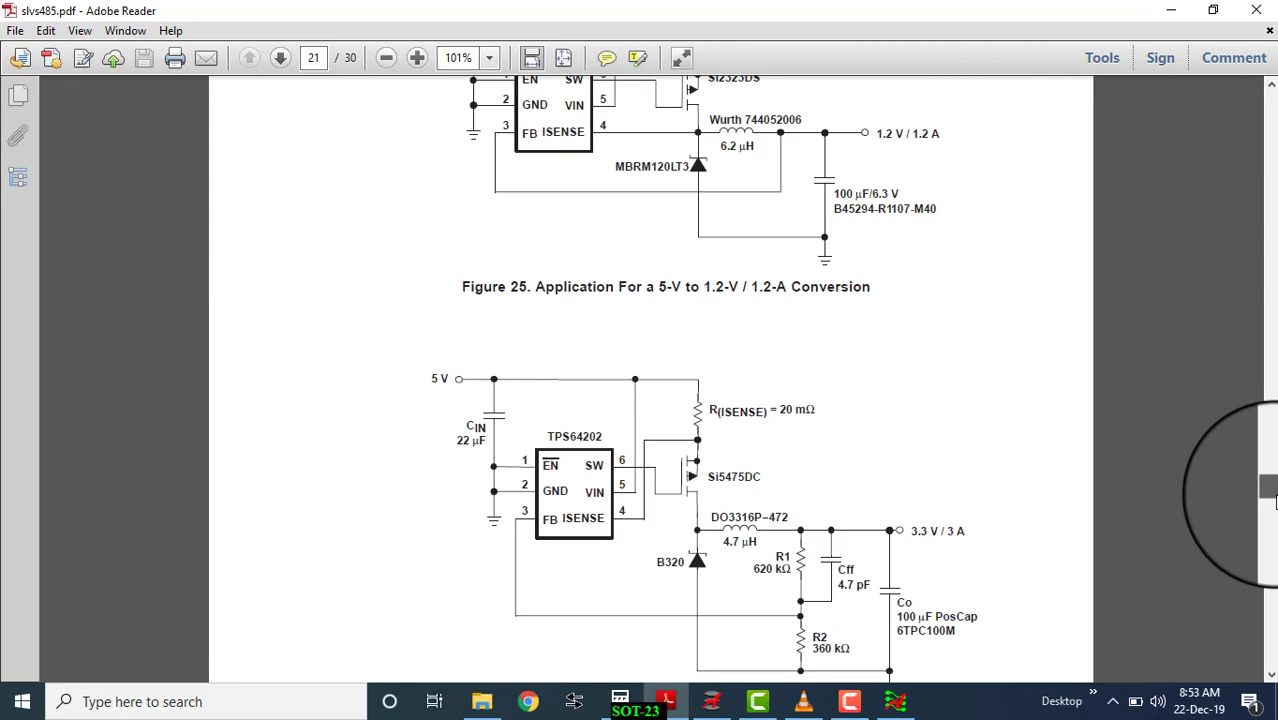 slvs485.pdf - Adobe Reader
File Edit View Window Help
21 / 30 101% Tools Sign Comment
EN SW
Si2323DS
2 GND VIN 5
3 FB ISENSE 4
Wurth 744052006
6.2 μH
1.2 V / 1.2 A
MBRM120LT3
100 μF/6.3 V
B45294-R1107-M40
Figure 25. Application For a 5-V to 1.2-V / 1.2-A Conversion
5 V
R(ISENSE) = 20 mΩ
CIN
22 μF
TPS64202
1 EN SW 6
Si5475DC
2 GND VIN 5
3 FB ISENSE 4
DO3316P−472
4.7 μH
3.3 V / 3 A
B320
R1
620 kΩ
Cff
4.7 pF
Co
100 μF PosCap
6TPC100M
R2
360 kΩ
Type here to search
SOT-23
Desktop
8:53 AM
22-Dec-19
1